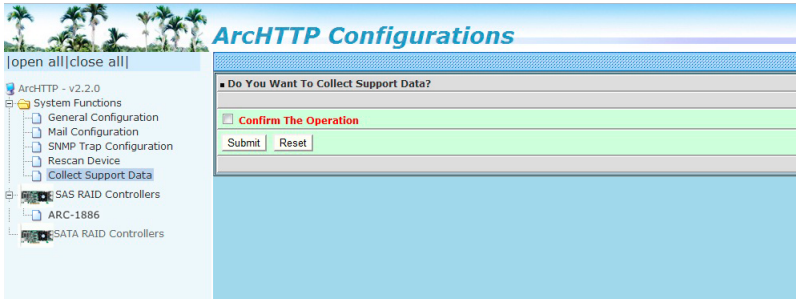 ArcHTTP Configurations
|open all|close all|
ArcHTTP - v2.2.0
System Functions
General Configuration
Mail Configuration
SNMP Trap Configuration
Rescan Device
Collect Support Data
SAS RAID Controllers
ARC-1886
SATA RAID Controllers
Do You Want To Collect Support Data?
Confirm The Operation
Submit Reset